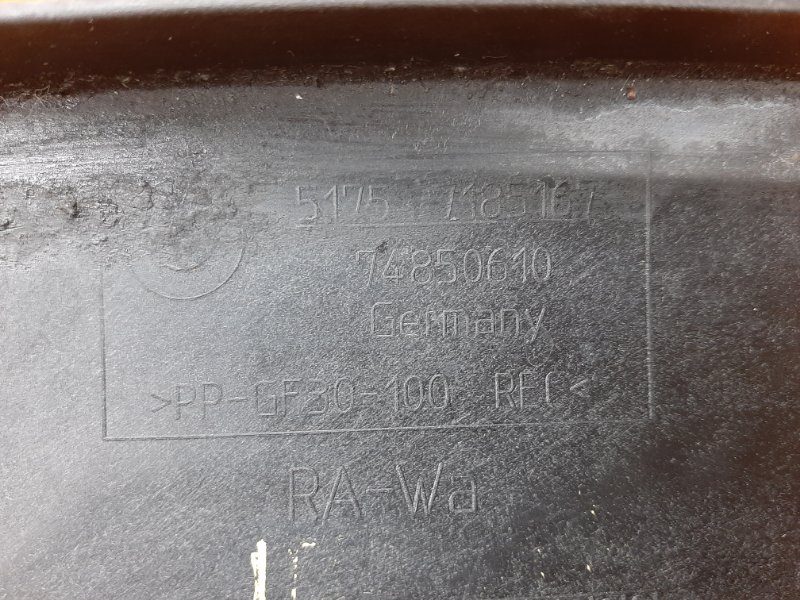 5175 7185167
74850610
Germany
>PP-GF30-100 REC<
RA-Wa